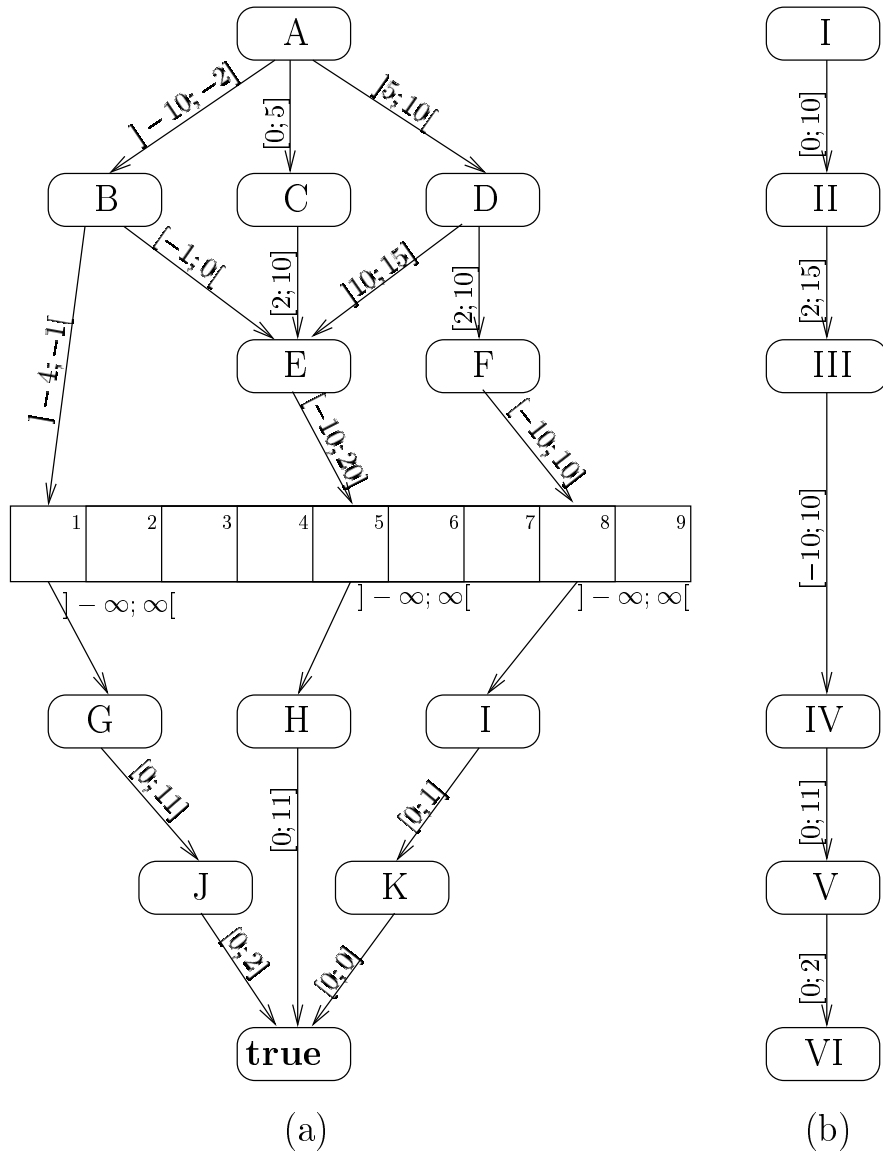 A I
]−10;−2] [0;5] ]5;10[ [0;10]
B C D II
[−1;0[ [2;10] [10;15] [2;10] [2;15]
]−4;−1[ E F III
[−10;20] [−10;10]
1 2 3 4 5 6 7 8 9 [−10;10]
]−∞;∞[ ]−∞;∞[ ]−∞;∞[
G H I IV
[0;11] [0;11] [0;1] [0;11]
J K V
[0;2] [0;0] [0;2]
true VI
(a) (b)